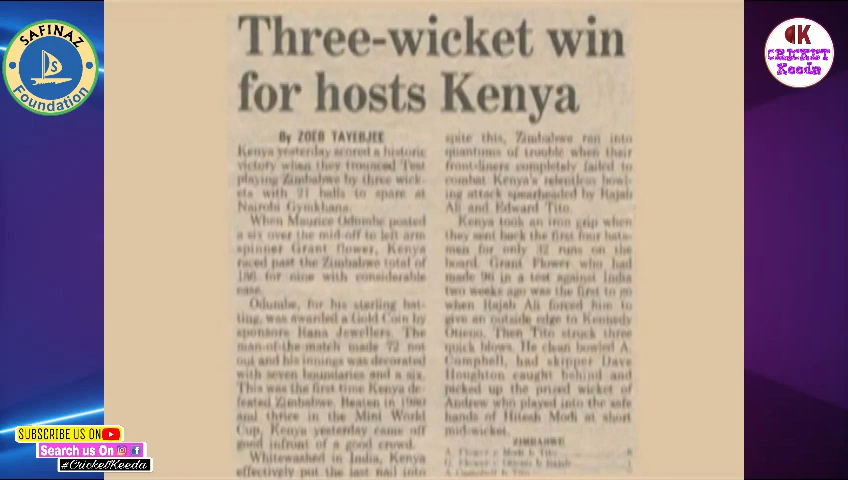 SAFINAZ
S
Foundation
Three-wicket win
for hosts Kenya
By ZOEB TAYEBJEE
Kenya yesterday scored a historic
victory when they trounced Test
playing Zimbabwe by three wick-
ets with 21 balls to spare at
Nairobi Gymkhana.
When Maurice Odumbe posted
a six over the mid-off to left arm
spinner Grant flower, Kenya
raced past the Zimbabwe total of
for nine with considerable
ease.
Odumbe, for his sterling bat-
ting, was awarded a Gold Coin by
sponsors Rana Jewellers. The
man-of-the-match made 72 not
out and his innings was decorated
with seven boundaries and a six.
This was the first time Kenya de-
feated Zimbabwe. Beaten in
and thrice in the Mini World
Cup, Kenya yesterday came off
good infront of a good crowd.
Whitewashed in India, Kenya
effectively put the last nail into
spite this, Zimbabwe ran into
quantums of trouble when their
front-liners completely failed to
combat Kenya's relentless bowl-
ing attack spearheaded by Rajab
Ali and Edward Tito.
Kenya took an iron grip when
they sent back the first four bats-
men for only 32 runs on the
board. Grant Flower who had
made 96 in a test against India
two weeks ago was the first to go
when Rajab Ali forced him to
give an outside edge to Kennedy
Otieno. Then Tito struck three
quick blows. He clean bowled A.
Campbell, had skipper Dave
Houghton caught behind and
picked up the prized wicket of
Andrew who played into the safe
hands of Hitesh Modi at short
mid-wicket.
ZIMBABWE
A. Flower c Modi b Tito
G. Flower c Otieno b Rajab
A. Campbell b Tito
K
CRICKET
Keeda
SUBSCRIBE US ON
Search us On
#CricketKeeda